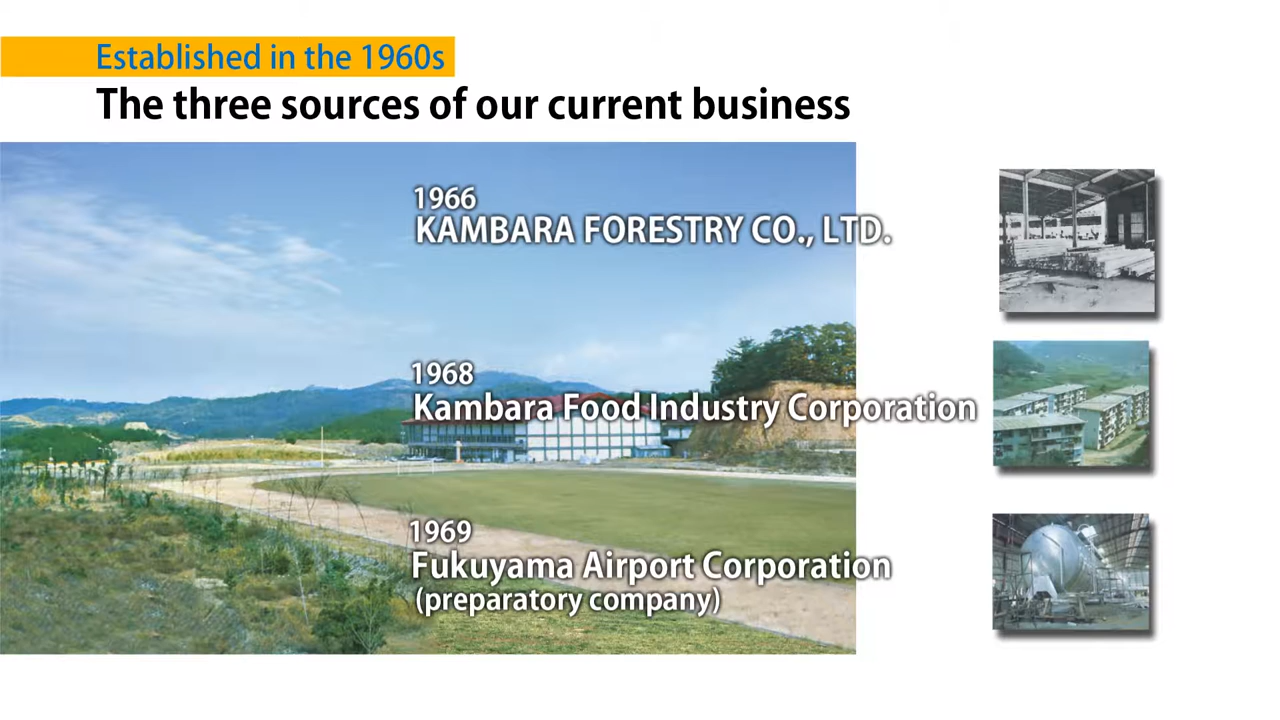 Established in the 1960s
The three sources of our current business
1966
KAMBARA FORESTRY CO., LTD.
1968
Kambara Food Industry Corporation
1969
Fukuyama Airport Corporation
(preparatory company)